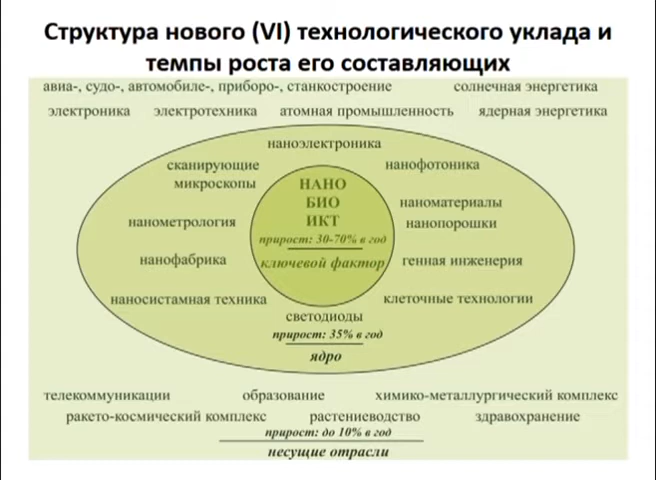 Структура нового (VI) технологического уклада и
темпы роста его составляющих
авиа-, судо-, автомобиле-, приборо-, станкостроение солнечная энергетика
электроника электротехника атомная промышленность ядерная энергетика
наноэлектроника
сканирующие нанофотоника
микроскопы НАНО
БИО наноматериалы
нанометрология ИКТ нанопорошки
прирост: 30-70% в год
нанофабрика ключевой фактор генная инженерия
наносистамная техника клеточные технологии
светодиоды
прирост: 35% в год
ядро
телекоммуникации образование химико-металлургический комплекс
ракето-космический комплекс растениеводство здравохранение
прирост: до 10% в год
несущие отрасли